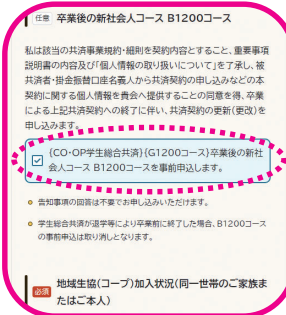 任意 卒業後の新社会人コース B1200コース
私は該当の共済事業規約・細則を契約内容とすること、重要事項
説明書の内容及び「個人情報の取り扱いについて」を了承し、被
共済者・掛金振替口座名義人から共済契約の申し込みなどの本
契約に関する個人情報を貴会へ提供することの同意を得、卒業
による上記共済契約の終了に伴い、共済契約の更新(更改)を
申し込みます。
{CO・OP学生総合共済}{G1200コース}卒業後の新社
会人コース B1200コースを事前申込します。
告知事項の回答は不要でお申し込みいただけます。
学生総合共済が退学等により卒業前に終了した場合、B1200コース
の事前申込は取り消しとなります。
必須 地域生協(コープ)加入状況(同一世帯のご家族ま
たはご本人)